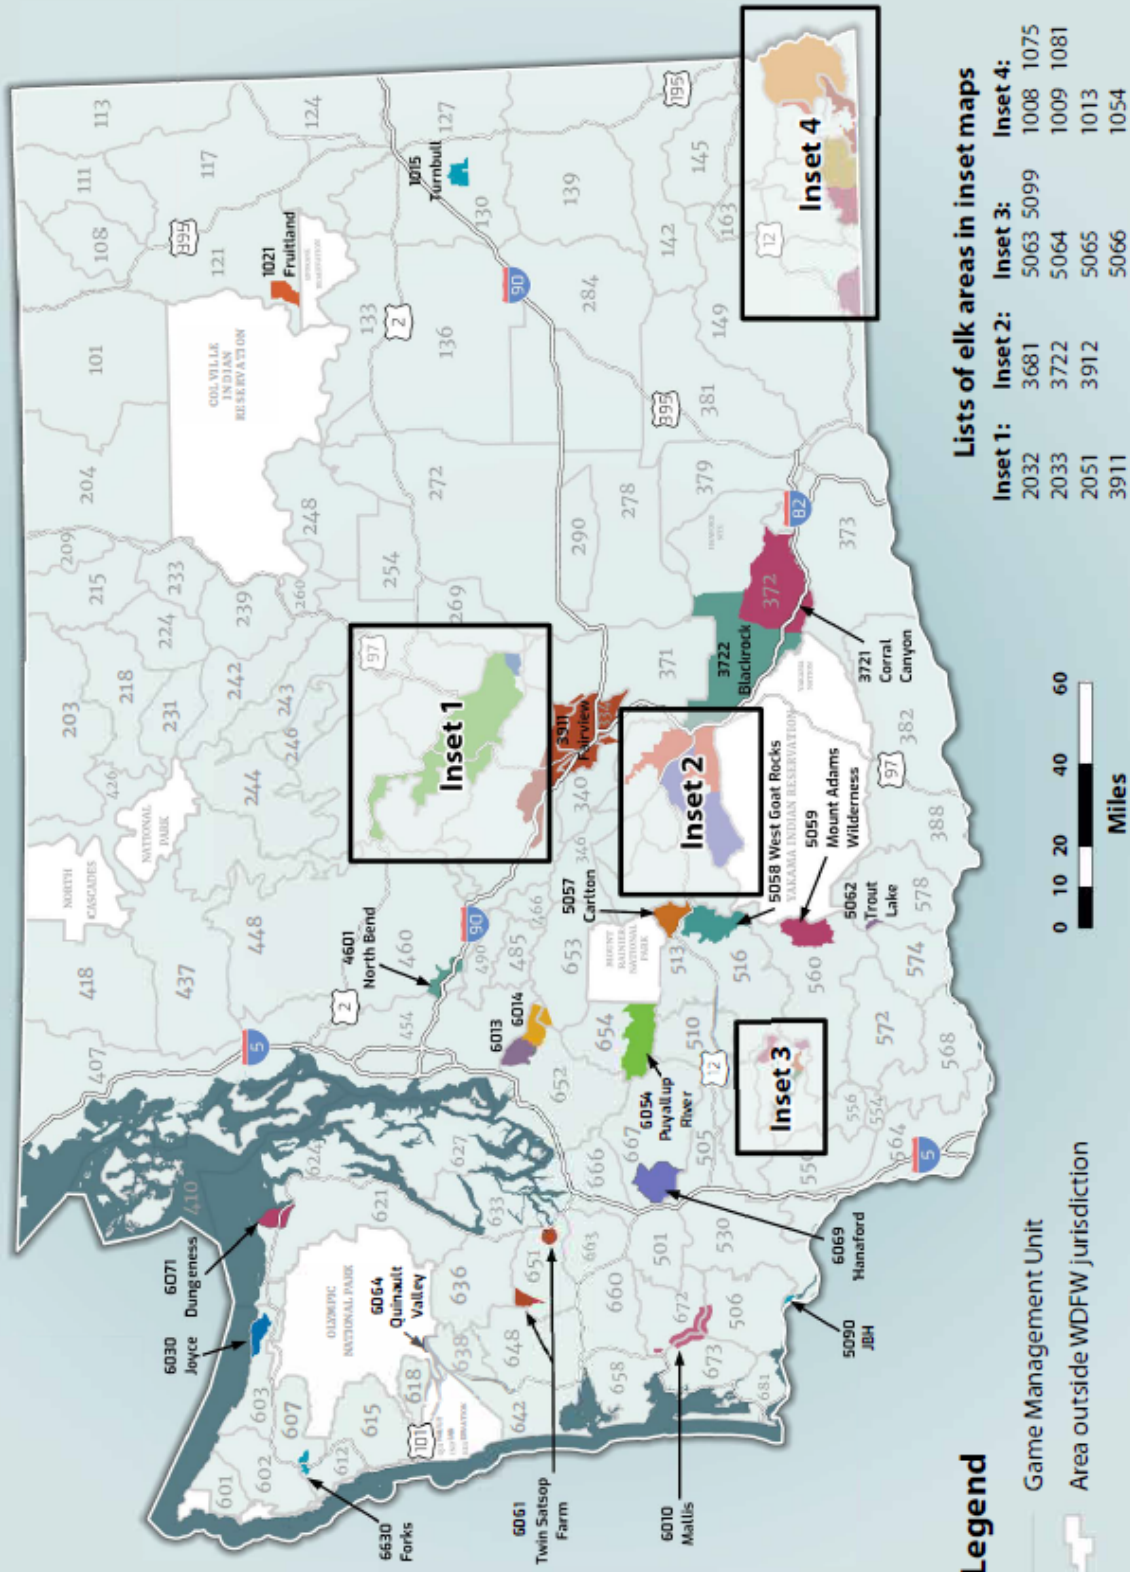 6630
Forks
6030
Joyce
6071
Dungeness
6064
Quinault
Valley
6061
Twin Satsop
Farm
6010
Mallis
5090
JBH
6069
'Hanaford
6054
Puyallup
River
6013
6014
4601
North Bend
5057
Carlton
5058 West Goat Rocks
5059
Mount Adams
Wilderness
5062
Trout
Lake
3911
Fairview
3722
Blackrock
3721
Corral
Canyon
1021
Fruitland
1015
Turnbull
Inset 1
Inset 2
Inset 3
Inset 4
OLYMPIC
NATIONAL PARK
NORTH
CASCADES
NATIONAL
PARK
MOUNT
RAINIER
NATIONAL
PARK
COLVILLE
INDIAN
RESERVATION
YAKAMA INDIAN RESERVATION
601
602
603
607
612
615
618
621
624
627
633
636
638
642
648
651
652
653
654
658
660
663
666
667
672
673
681
501
505
506
510
513
516
530
550
554
556
560
564
568
572
574
578
407
410
418
426
437
448
454
460
466
485
490
203
204
209
215
218
224
231
233
239
242
243
244
246
248
254
260
269
272
278
284
290
334
340
346
371
372
373
379
381
382
388
101
108
111
113
117
121
124
127
130
133
136
139
142
145
149
163
5
5
2
2
90
90
82
97
97
101
12
12
395
395
195
Lists of elk areas in inset maps
Inset 1: Inset 2: Inset 3: Inset 4:
2032 3681 5063 5099 1008 1075
2033 3722 5064 1009 1081
2051 3912 5065 1013
3911 5066 1054
0 10 20 40 60
Miles
Legend
Game Management Unit
Area outside WDFW jurisdiction